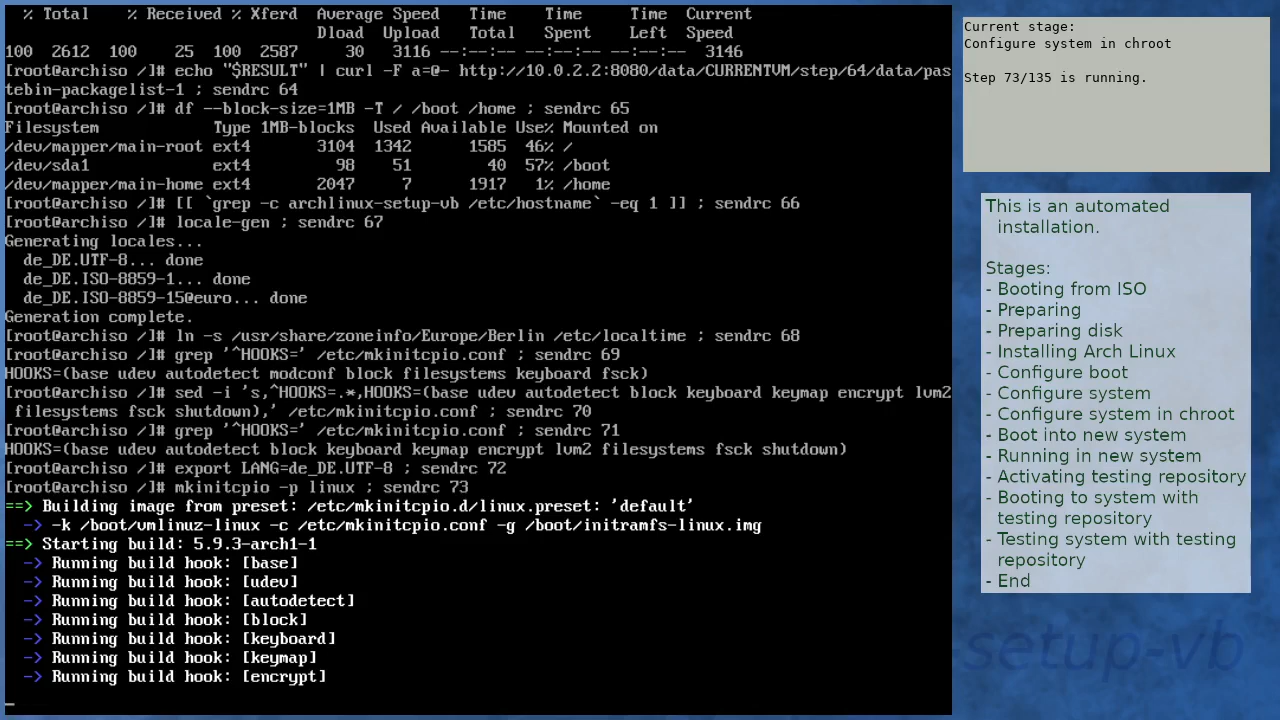 % Total    % Received % Xferd  Average Speed   Time    Time     Time  Current
                                 Dload  Upload   Total   Spent    Left  Speed
100  2612  100    25  100  2587     30   3116 --:--:-- --:--:-- --:--:--  3146
[root@archiso /]# echo "$RESULT" | curl -F a=@- http://10.0.2.2:8080/data/CURRENTVM/step/64/data/pas
tebin-packagelist-1 ; sendrc 64
[root@archiso /]# df --block-size=1MB -T / /boot /home ; sendrc 65
Filesystem            Type 1MB-blocks  Used Available Use% Mounted on
/dev/mapper/main-root ext4       3104  1342      1585  46% /
/dev/sda1             ext4         98    51        40  57% /boot
/dev/mapper/main-home ext4       2047     7      1917   1% /home
[root@archiso /]# [[ `grep -c archlinux-setup-vb /etc/hostname` -eq 1 ]] ; sendrc 66
[root@archiso /]# locale-gen ; sendrc 67
Generating locales...
  de_DE.UTF-8... done
  de_DE.ISO-8859-1... done
  de_DE.ISO-8859-15@euro... done
Generation complete.
[root@archiso /]# ln -s /usr/share/zoneinfo/Europe/Berlin /etc/localtime ; sendrc 68
[root@archiso /]# grep '^HOOKS=' /etc/mkinitcpio.conf ; sendrc 69
HOOKS=(base udev autodetect modconf block filesystems keyboard fsck)
[root@archiso /]# sed -i 's,^HOOKS=.*,HOOKS=(base udev autodetect block keyboard keymap encrypt lvm2
 filesystems fsck shutdown),' /etc/mkinitcpio.conf ; sendrc 70
[root@archiso /]# grep '^HOOKS=' /etc/mkinitcpio.conf ; sendrc 71
HOOKS=(base udev autodetect block keyboard keymap encrypt lvm2 filesystems fsck shutdown)
[root@archiso /]# export LANG=de_DE.UTF-8 ; sendrc 72
[root@archiso /]# mkinitcpio -p linux ; sendrc 73
==> Building image from preset: /etc/mkinitcpio.d/linux.preset: 'default'
  -> -k /boot/vmlinuz-linux -c /etc/mkinitcpio.conf -g /boot/initramfs-linux.img
==> Starting build: 5.9.3-arch1-1
  -> Running build hook: [base]
  -> Running build hook: [udev]
  -> Running build hook: [autodetect]
  -> Running build hook: [block]
  -> Running build hook: [keyboard]
  -> Running build hook: [keymap]
  -> Running build hook: [encrypt]
Current stage:
Configure system in chroot
Step 73/135 is running.
This is an automated
installation.
Stages:
- Booting from ISO
- Preparing
- Preparing disk
- Installing Arch Linux
- Configure boot
- Configure system
- Configure system in chroot
- Boot into new system
- Running in new system
- Activating testing repository
- Booting to system with
testing repository
- Testing system with testing
repository
- End
-setup-vb